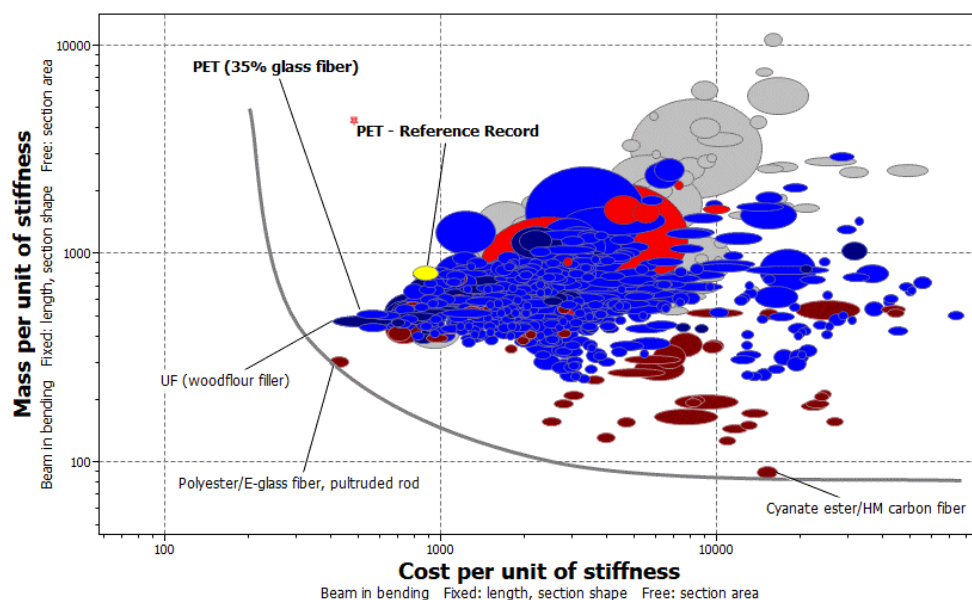 10000
PET (35% glass fiber)
PET - Reference Record
Mass per unit of stiffness
Beam in bending Fixed: length, section shape Free: section area
1000
UF (woodflour filler)
100
Polyester/E-glass fiber, pultruded rod
Cyanate ester/HM carbon fiber
100
1000
10000
Cost per unit of stiffness
Beam in bending Fixed: length, section shape Free: section area